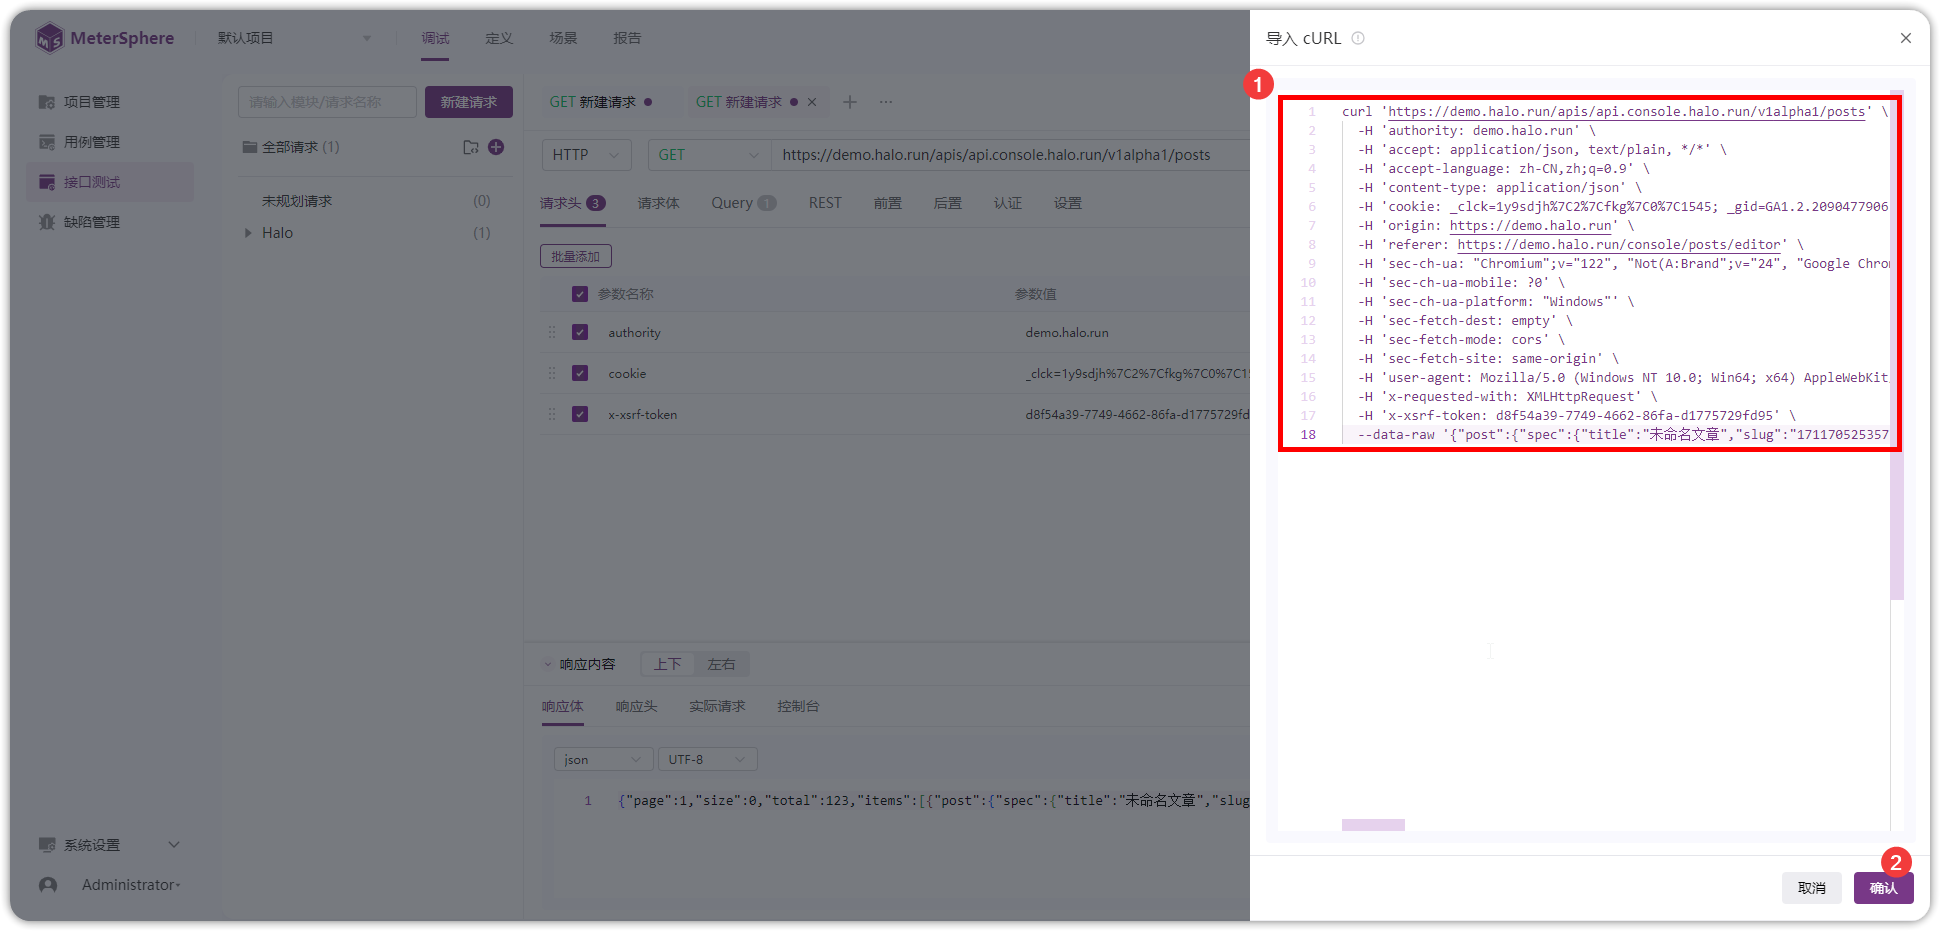 MeterSphere
默认项目
调试
定义
场景
报告
项目管理
用例管理
接口测试
缺陷管理
系统设置
Administrator
请输入模块/请求名称
新建请求
全部请求 (1)
未规划请求 (0)
Halo (1)
GET 新建请求
GET 新建请求
HTTP
GET
https://demo.halo.run/apis/api.console.halo.run/v1alpha1/posts
请求头 3
请求体
Query 1
REST
前置
后置
认证
设置
批量添加
参数名称 参数值
authority demo.halo.run
cookie _clck=1y9sdjh%7C2%7Cfkg%7C0%7C15
x-xsrf-token d8f54a39-7749-4662-86fa-d1775729fd
响应内容
上下
左右
响应体
响应头
实际请求
控制台
json
UTF-8
1 {"page":1,"size":0,"total":123,"items":[{"post":{"spec":{"title":"未命名文章","slug
导入 cURL
1
1 curl 'https://demo.halo.run/apis/api.console.halo.run/v1alpha1/posts' \
2 -H 'authority: demo.halo.run' \
3 -H 'accept: application/json, text/plain, */*' \
4 -H 'accept-language: zh-CN,zh;q=0.9' \
5 -H 'content-type: application/json' \
6 -H 'cookie: _clck=1y9sdjh%7C2%7Cfkg%7C0%7C1545; _gid=GA1.2.2090477906
7 -H 'origin: https://demo.halo.run' \
8 -H 'referer: https://demo.halo.run/console/posts/editor' \
9 -H 'sec-ch-ua: "Chromium";v="122", "Not(A:Brand";v="24", "Google Chro
10 -H 'sec-ch-ua-mobile: ?0' \
11 -H 'sec-ch-ua-platform: "Windows"' \
12 -H 'sec-fetch-dest: empty' \
13 -H 'sec-fetch-mode: cors' \
14 -H 'sec-fetch-site: same-origin' \
15 -H 'user-agent: Mozilla/5.0 (Windows NT 10.0; Win64; x64) AppleWebKit
16 -H 'x-requested-with: XMLHttpRequest' \
17 -H 'x-xsrf-token: d8f54a39-7749-4662-86fa-d1775729fd95' \
18 --data-raw '{"post":{"spec":{"title":"未命名文章","slug":"171170525357
2
取消
确认